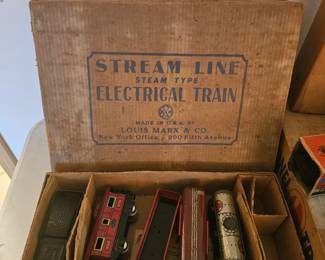 STREAM LINE
STEAM TYPE
ELECTRICAL TRAIN
MADE IN U.S.A. BY
LOUIS MARX & CO.
New York Office - 200 Fifth Avenue